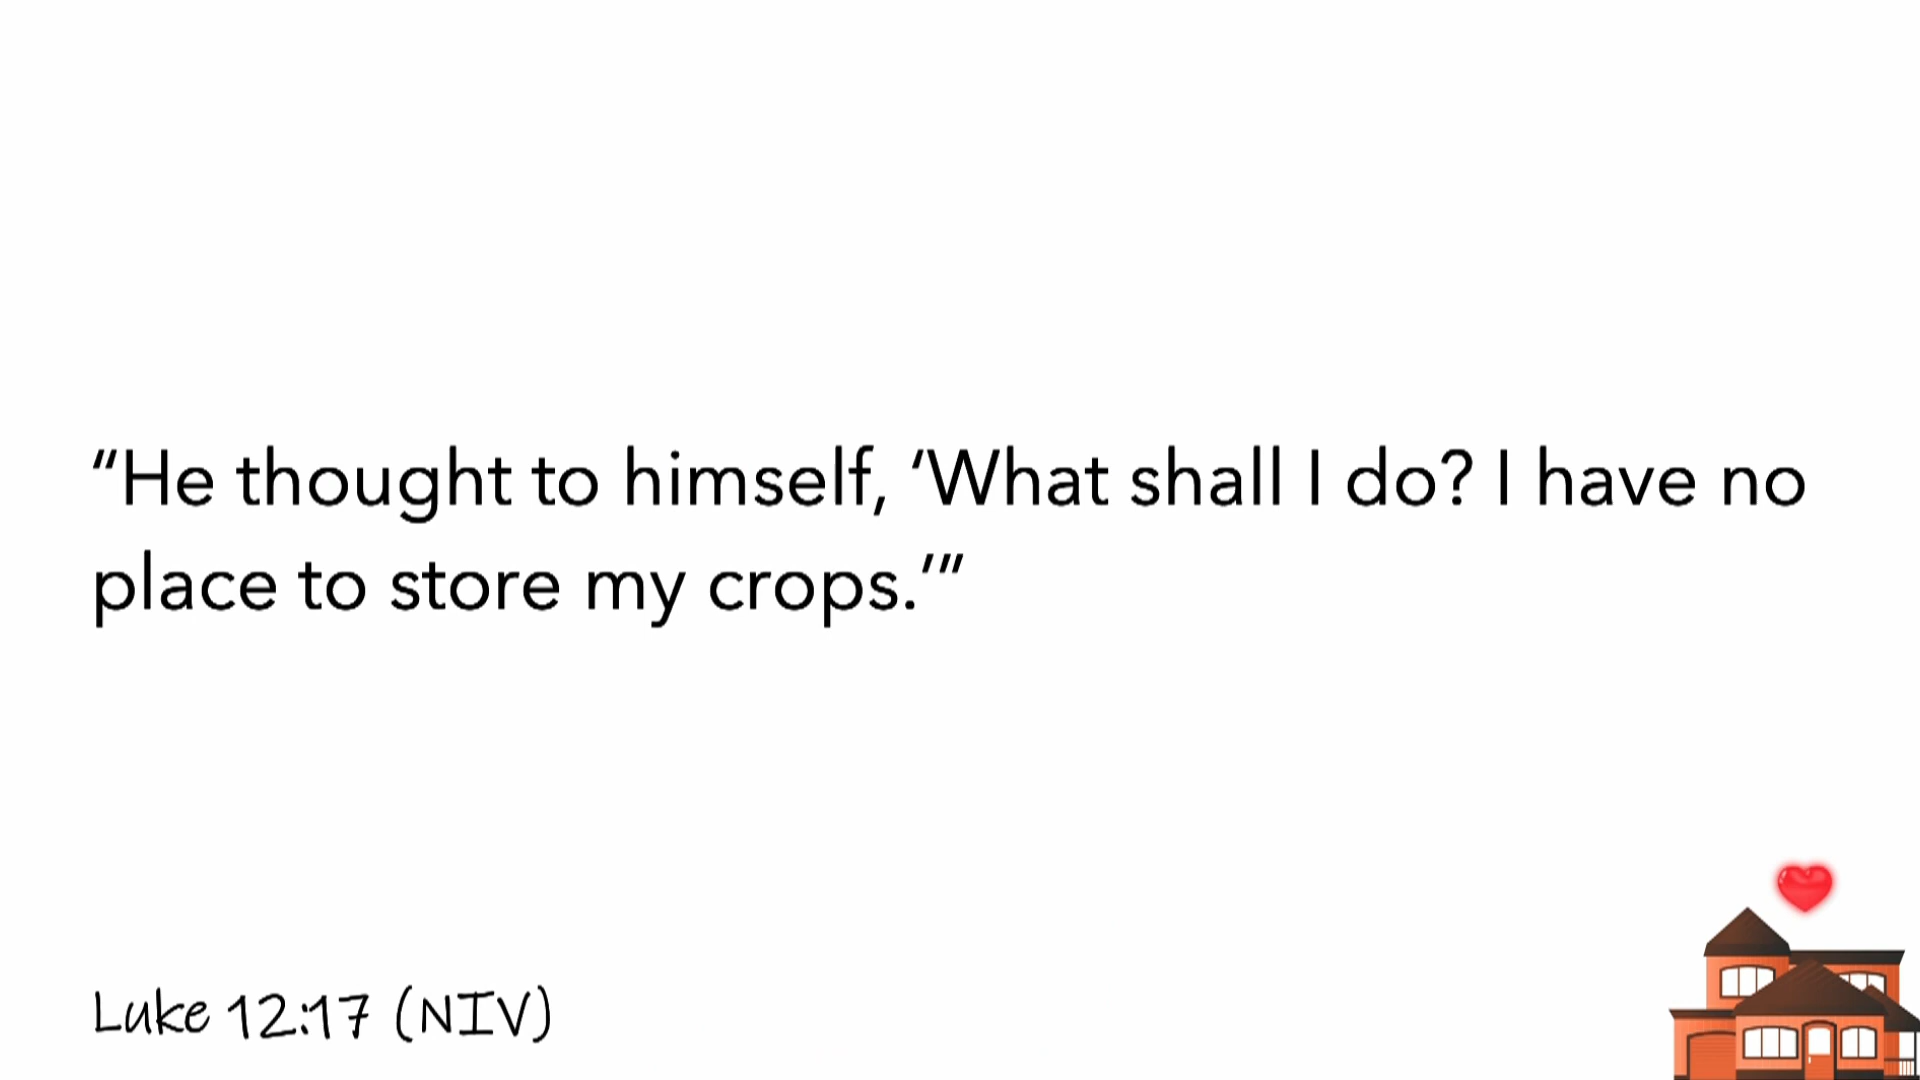 “He thought to himself, ‘What shall I do? I have no
place to store my crops.’”
Luke 12:17 (NIV)